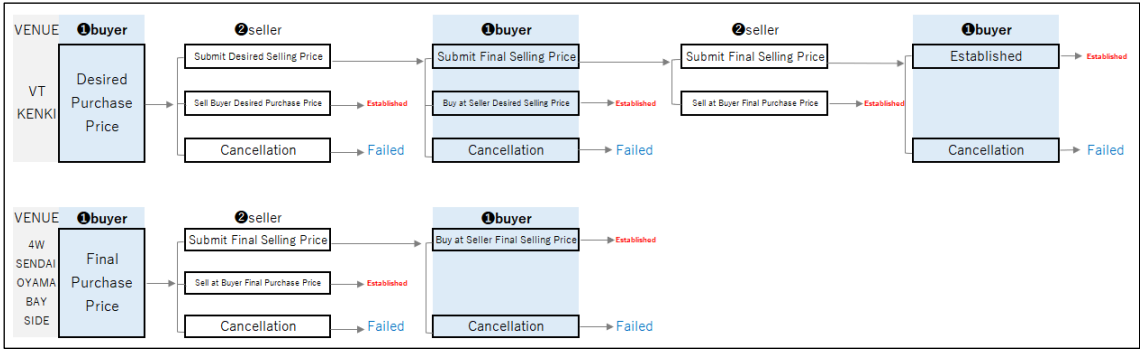 VENUE ❶buyer ❷seller ❶buyer ❷seller ❶buyer
VT
KENKI
Desired
Purchase
Price
Submit Desired Selling Price
Submit Final Selling Price
Submit Final Selling Price
Established
Established
Sell Buyer Desired Purchase Price
Established
Buy at Seller Desired Selling Price
Established
Sell at Buyer Final Purchase Price
Established
Cancellation
Failed
Cancellation
Failed
Cancellation
Failed
VENUE ❶buyer ❷seller ❶buyer
4W
SENDAI
OYAMA
BAY
SIDE
Final
Purchase
Price
Submit Final Selling Price
Buy at Seller Final Selling Price
Established
Sell at Buyer Final Purchase Price
Established
Cancellation
Failed
Cancellation
Failed